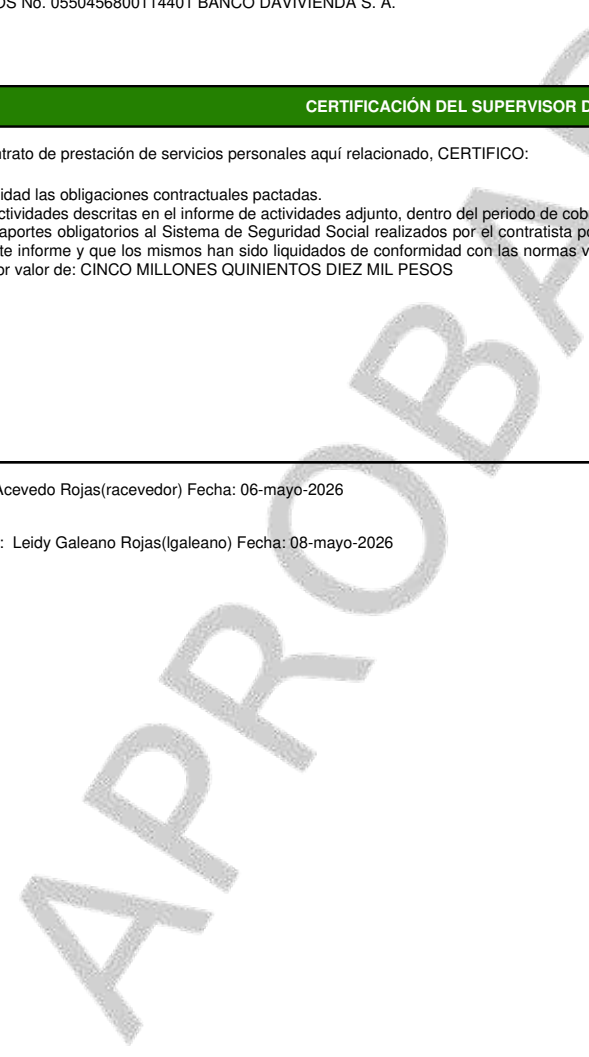 OS No. 0550456800114401 BANCO DAVIVIENDA S. A.
CERTIFICACIÓN DEL SUPERVISOR D
trato de prestación de servicios personales aquí relacionado, CERTIFICO:
idad las obligaciones contractuales pactadas.
ctividades descritas en el informe de actividades adjunto, dentro del periodo de cob
aportes obligatorios al Sistema de Seguridad Social realizados por el contratista po
te informe y que los mismos han sido liquidados de conformidad con las normas v
or valor de: CINCO MILLONES QUINIENTOS DIEZ MIL PESOS
Acevedo Rojas(racevedor) Fecha: 06-mayo-2026
: Leidy Galeano Rojas(lgaleano) Fecha: 08-mayo-2026
APROBA